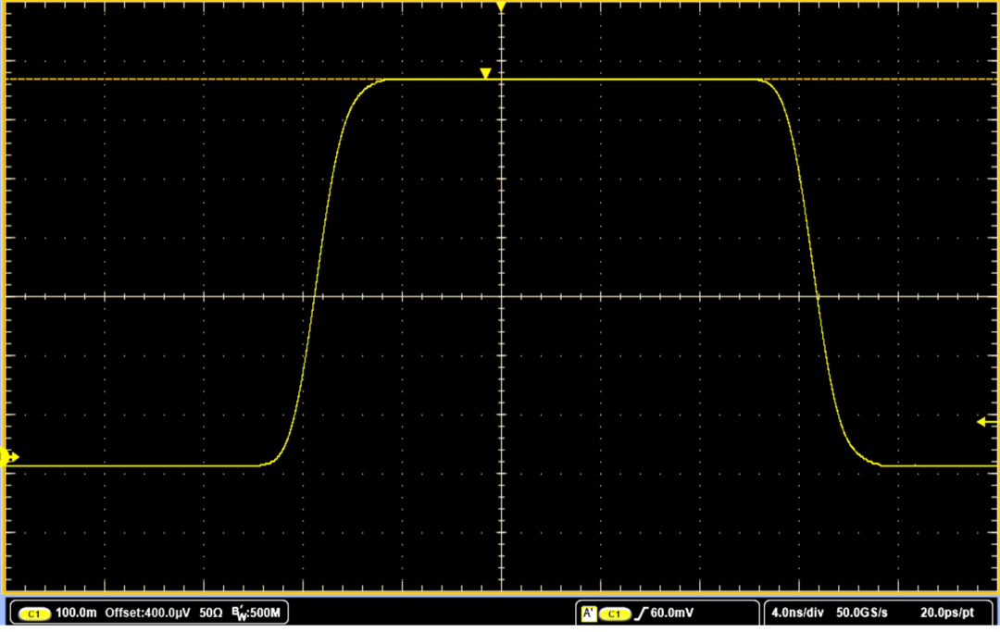 C1 100.0m Offset:400.0µV 50Ω B'W:500M
A' C1 60.0mV
4.0ns/div 50.0GS/s 20.0ps/pt